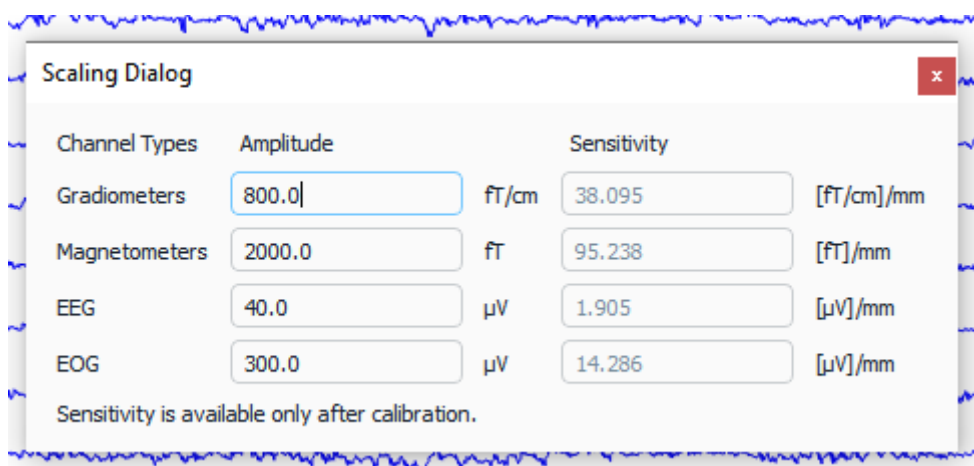 Scaling Dialog
x
Channel Types Amplitude Sensitivity
Gradiometers 800.0 fT/cm 38.095 [fT/cm]/mm
Magnetometers 2000.0 fT 95.238 [fT]/mm
EEG 40.0 µV 1.905 [µV]/mm
EOG 300.0 µV 14.286 [µV]/mm
Sensitivity is available only after calibration.